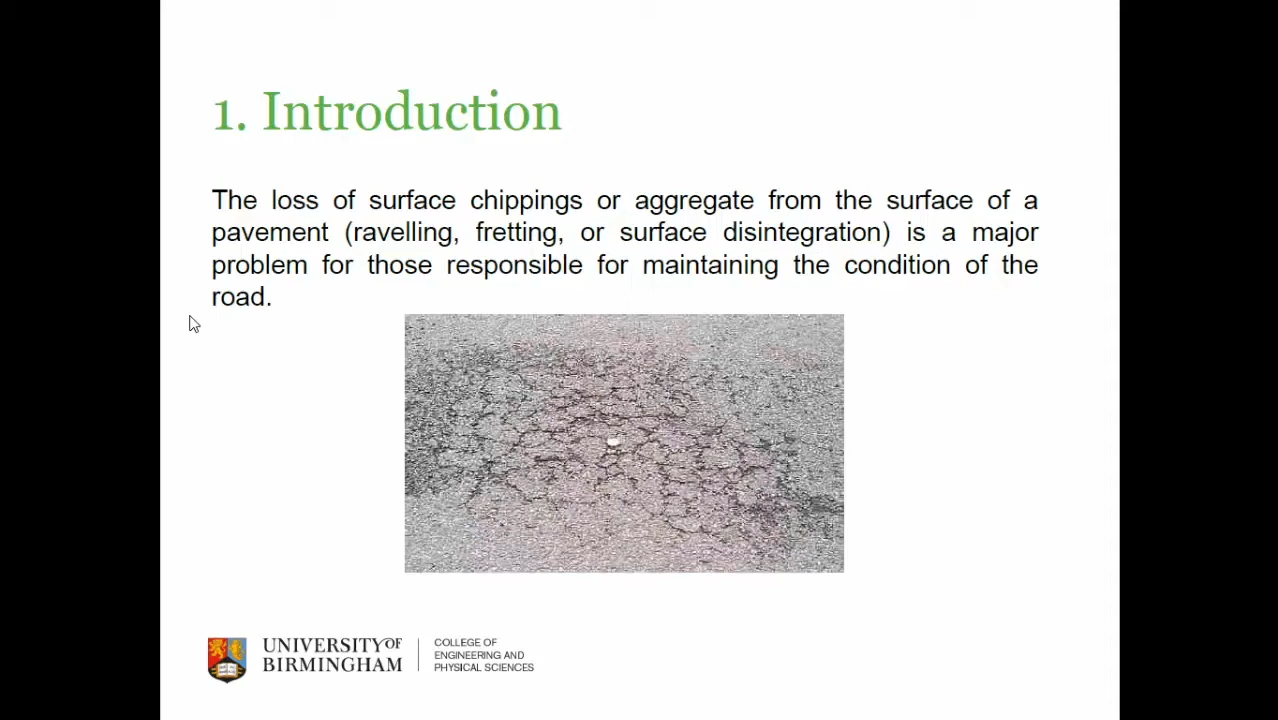 1. Introduction
The loss of surface chippings or aggregate from the surface of a
pavement (ravelling, fretting, or surface disintegration) is a major
problem for those responsible for maintaining the condition of the
road.
UNIVERSITY OF
BIRMINGHAM
COLLEGE OF
ENGINEERING AND
PHYSICAL SCIENCES